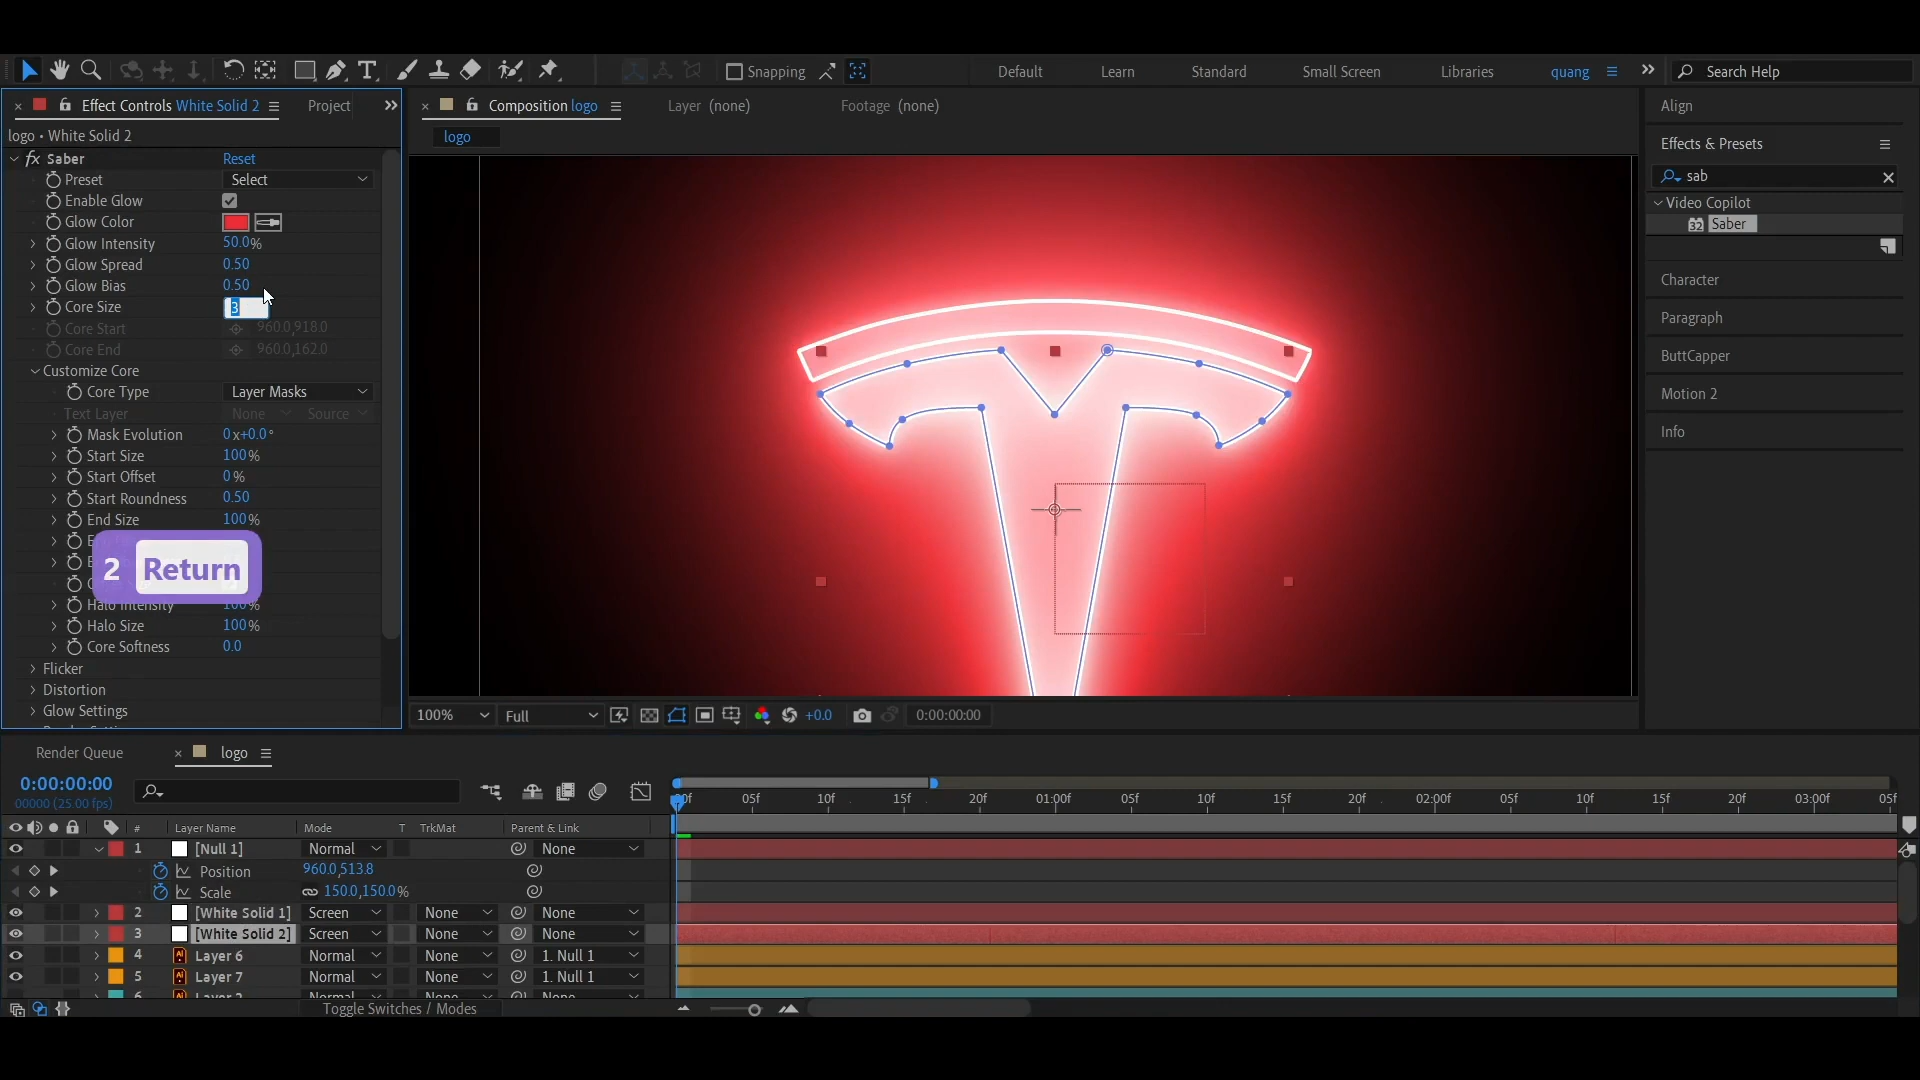 Snapping
Default
Learn
Standard
Small Screen
Libraries
quang
Search Help
Effect Controls White Solid 2
Project
Composition logo
Layer (none)
Footage (none)
logo • White Solid 2
logo
fx Saber Reset
Preset Select
Enable Glow
Glow Color
Glow Intensity 50.0%
Glow Spread 0.50
Glow Bias 0.50
Core Size 3
Core Start 960.0,918.0
Core End 960.0,162.0
Customize Core
Core Type Layer Masks
Text Layer None Source
Mask Evolution 0x+0.0°
Start Size 100%
Start Offset 0%
Start Roundness 0.50
End Size 100%
2 Return
Halo Intensity 100%
Halo Size 100%
Core Softness 0.0
Flicker
Distortion
Glow Settings
100%
Full
+0.0
0:00:00:00
Align
Effects & Presets
sab
Video Copilot
32 Saber
Character
Paragraph
ButtCapper
Motion 2
Info
Render Queue
logo
0:00:00:00
00000 (25.00 fps)
05f 10f 15f 20f 01:00f 05f 10f 15f 20f 02:00f 05f 10f 15f 20f 03:00f 05f
# Layer Name Mode T TrkMat Parent & Link
1 [Null 1] Normal None
Position 960.0,513.8
Scale 150.0,150.0%
2 [White Solid 1] Screen None None
3 [White Solid 2] Screen None None
4 Ai Layer 6 Normal None 1. Null 1
5 Ai Layer 7 Normal None 1. Null 1
Toggle Switches / Modes